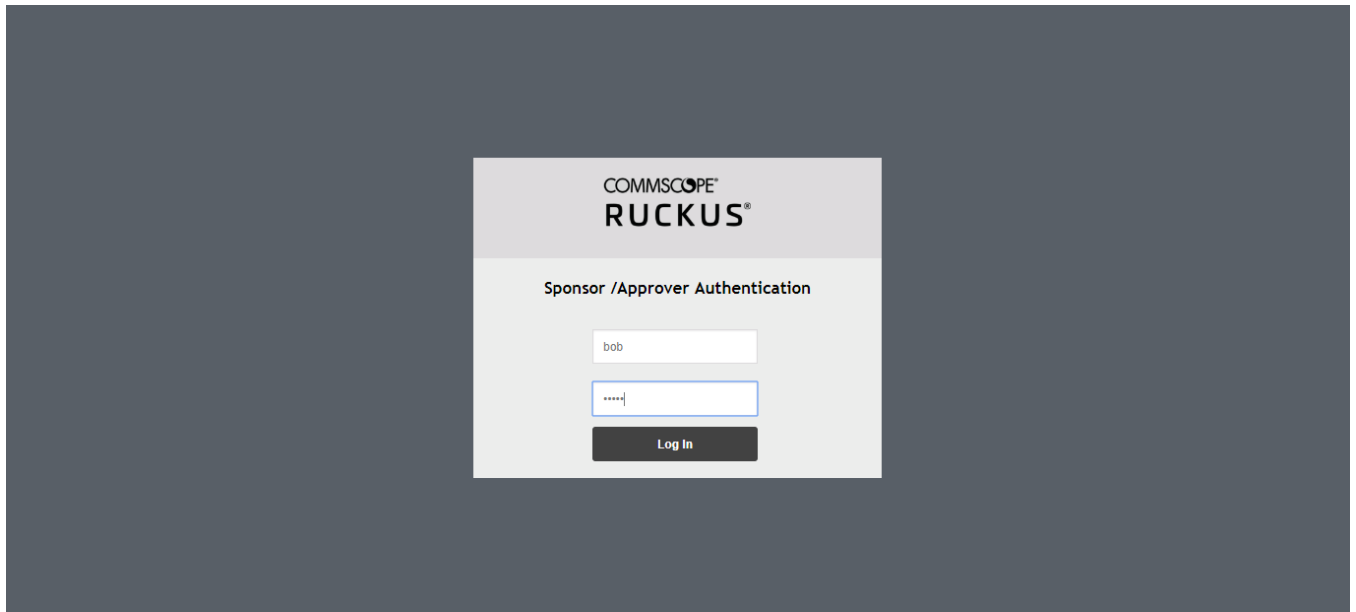 COMMSCOPE®
RUCKUS®
Sponsor /Approver Authentication
bob
•••••
Log In